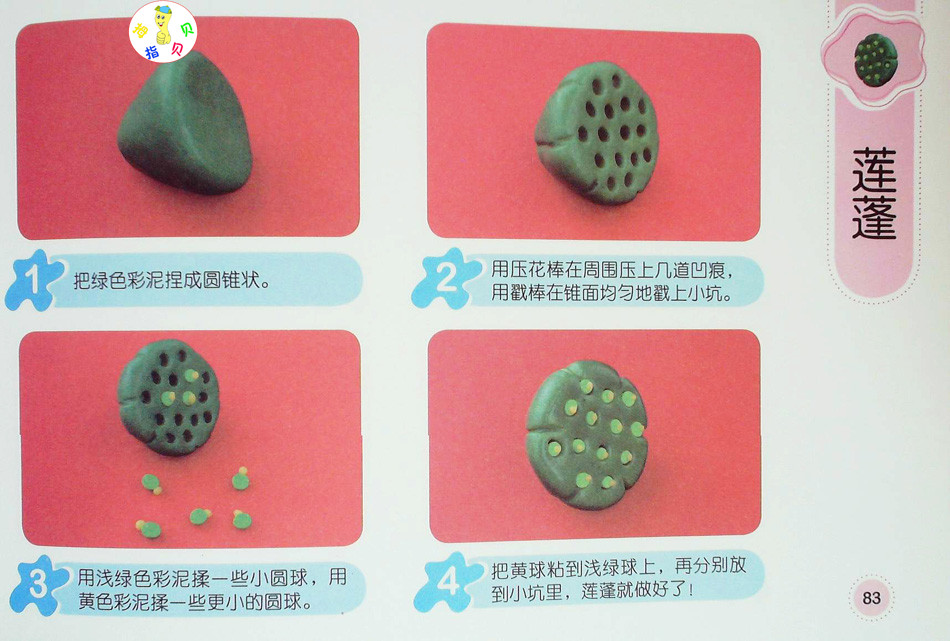 指贝贝
莲蓬
1
把绿色彩泥捏成圆锥状。
2
用压花棒在周围压上几道凹痕，
用戳棒在锥面均匀地戳上小坑。
3
用浅绿色彩泥揉一些小圆球，用
黄色彩泥揉一些更小的圆球。
4
把黄球粘到浅绿球上，再分别放
到小坑里，莲蓬就做好了！
83